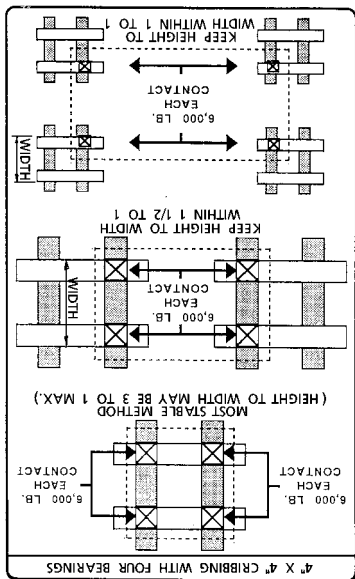 4" X 4" CRIBBING WITH FOUR BEARINGS
6,000 LB.
EACH
CONTACT
6,000 LB.
EACH
CONTACT
MOST STABLE METHOD
( HEIGHT TO WIDTH MAY BE 3 TO 1 MAX.)
6,000 LB.
EACH
CONTACT
WIDTH
KEEP HEIGHT TO WIDTH
WITHIN 1 1/2 TO 1
WIDTH
6,000 LB.
EACH
CONTACT
KEEP HEIGHT TO
WIDTH WITHIN 1 TO 1